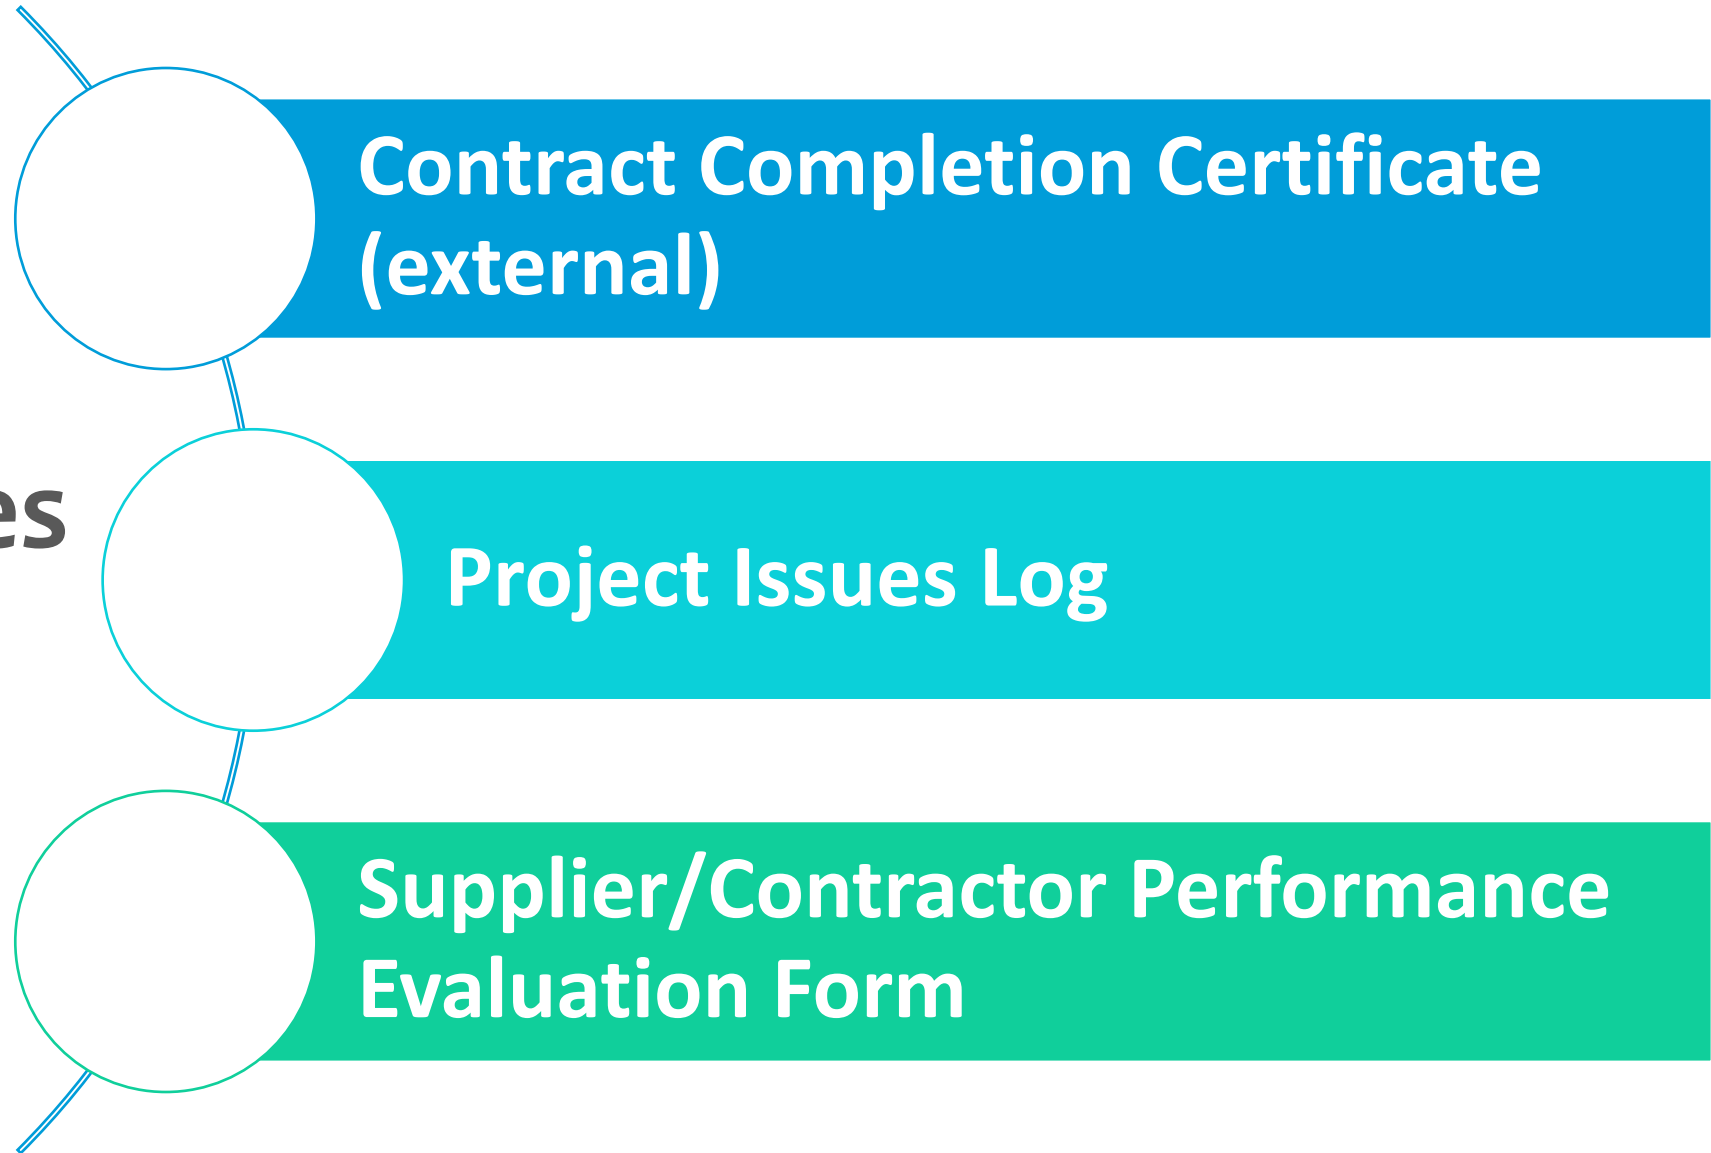 Contract Completion Certificate
(external)
es
Project Issues Log
Supplier/Contractor Performance
Evaluation Form